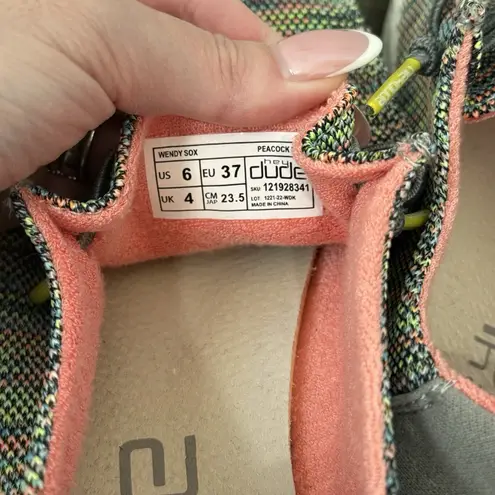 WENDY SOX PEACOCK
US 6 EU 37 hey
dude
UK 4 CM JAP 23.5 SKU: 121928341
LOT: 1221-22-WDK
MADE IN CHINA